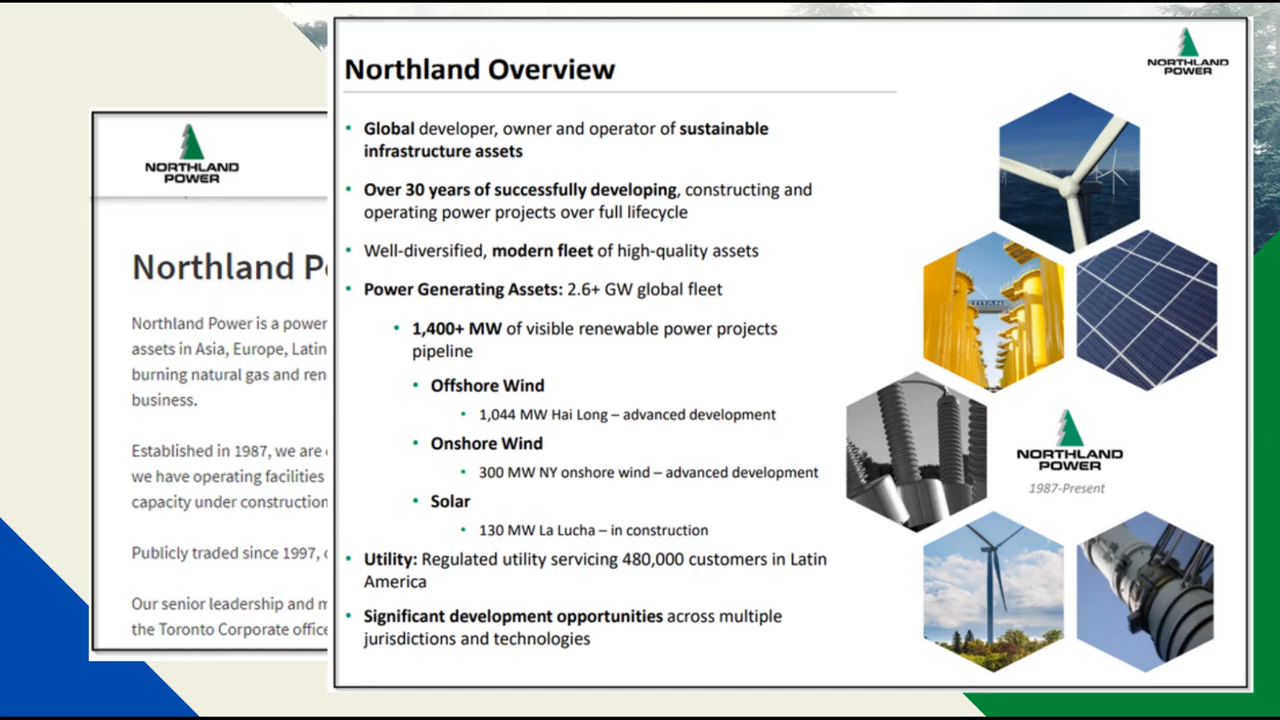 Northland Overview
NORTHLAND
POWER
• Global developer, owner and operator of sustainable
infrastructure assets
• Over 30 years of successfully developing, constructing and
operating power projects over full lifecycle
• Well-diversified, modern fleet of high-quality assets
• Power Generating Assets: 2.6+ GW global fleet
• 1,400+ MW of visible renewable power projects
pipeline
• Offshore Wind
• 1,044 MW Hai Long – advanced development
• Onshore Wind
• 300 MW NY onshore wind – advanced development
• Solar
• 130 MW La Lucha – in construction
• Utility: Regulated utility servicing 480,000 customers in Latin
America
• Significant development opportunities across multiple
jurisdictions and technologies
TITAN
NORTHLAND
POWER
1987-Present
NORTHLAND
POWER
Northland
Northland Power is a power
assets in Asia, Europe, Latin
burning natural gas and ren
business.
Established in 1987, we are
we have operating facilities
capacity under construction
Publicly traded since 1997,
Our senior leadership and
the Toronto Corporate office